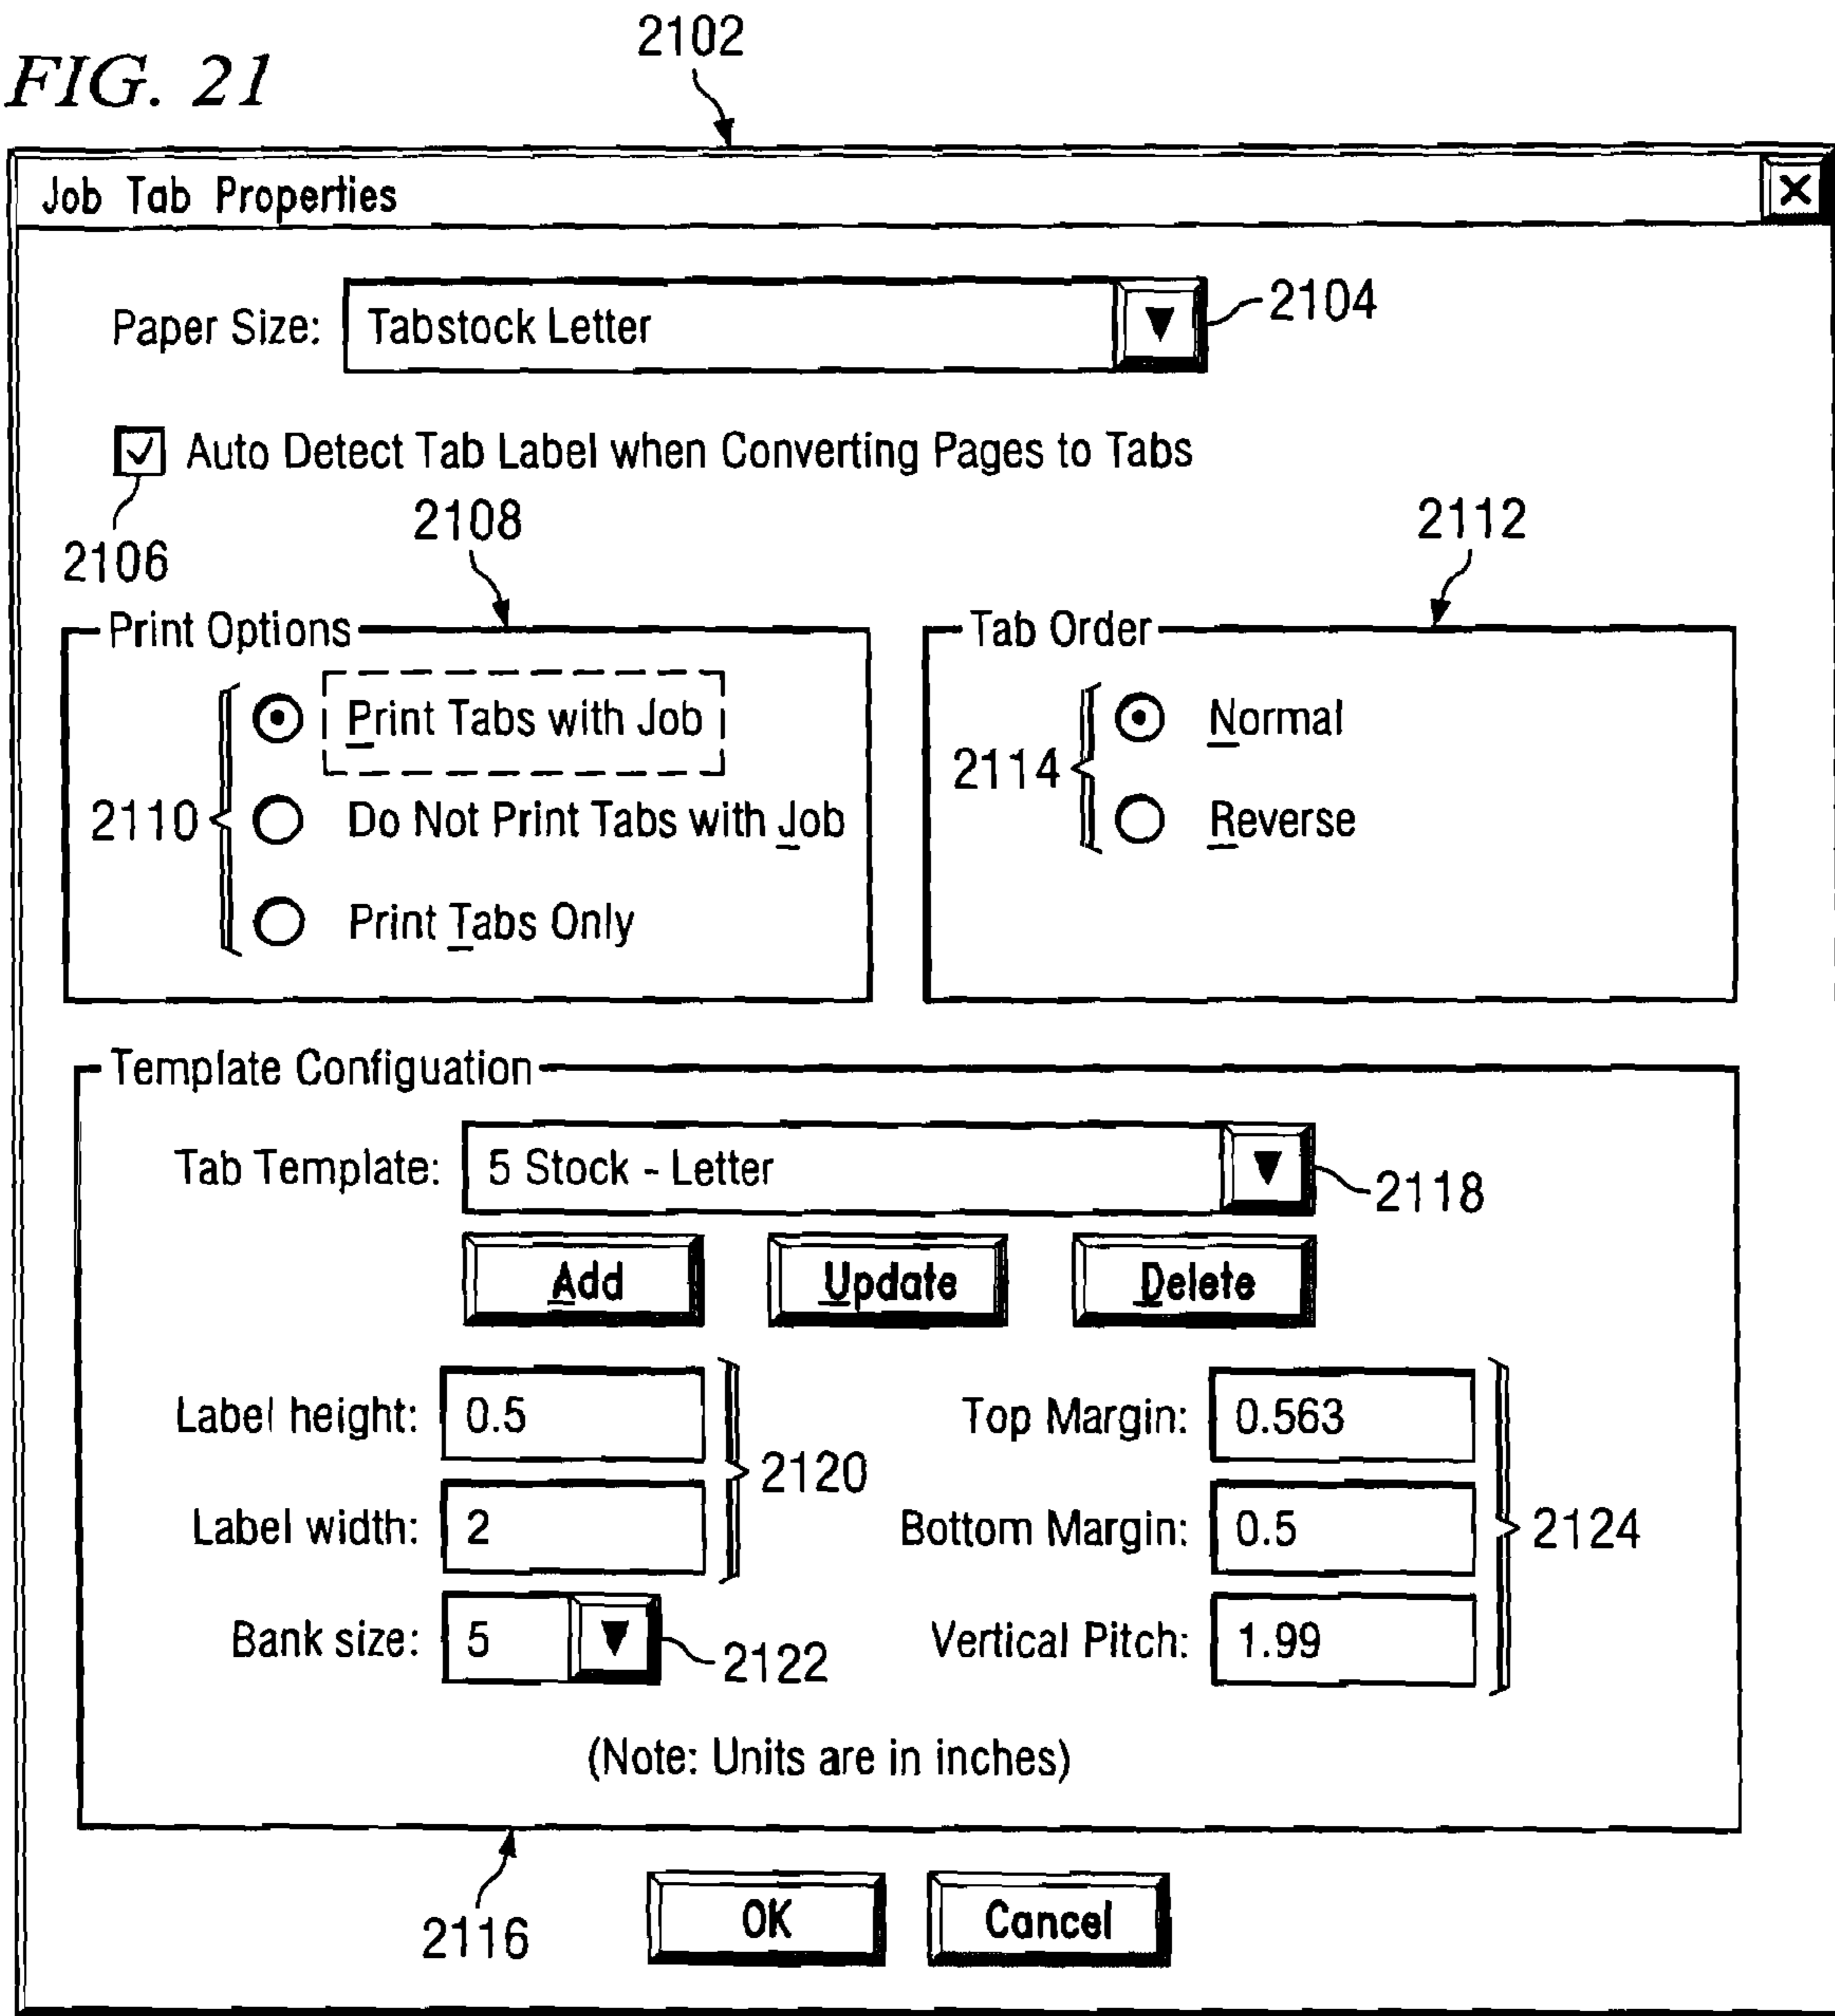 FIG. 21
2102
Job Tab Properties
X
Paper Size: Tabstock Letter
2104
Auto Detect Tab Label when Converting Pages to Tabs
2106
2108
2112
Print Options
Tab Order
Print Tabs with Job
Normal
2110
2114
Do Not Print Tabs with Job
Reverse
Print Tabs Only
Template Configuation
Tab Template: 5 Stock - Letter
2118
Add Update Delete
Label height: 0.5
Top Margin: 0.563
2120
Label width: 2
Bottom Margin: 0.5
2124
Bank size: 5
2122
Vertical Pitch: 1.99
(Note: Units are in inches)
2116
OK Cancel